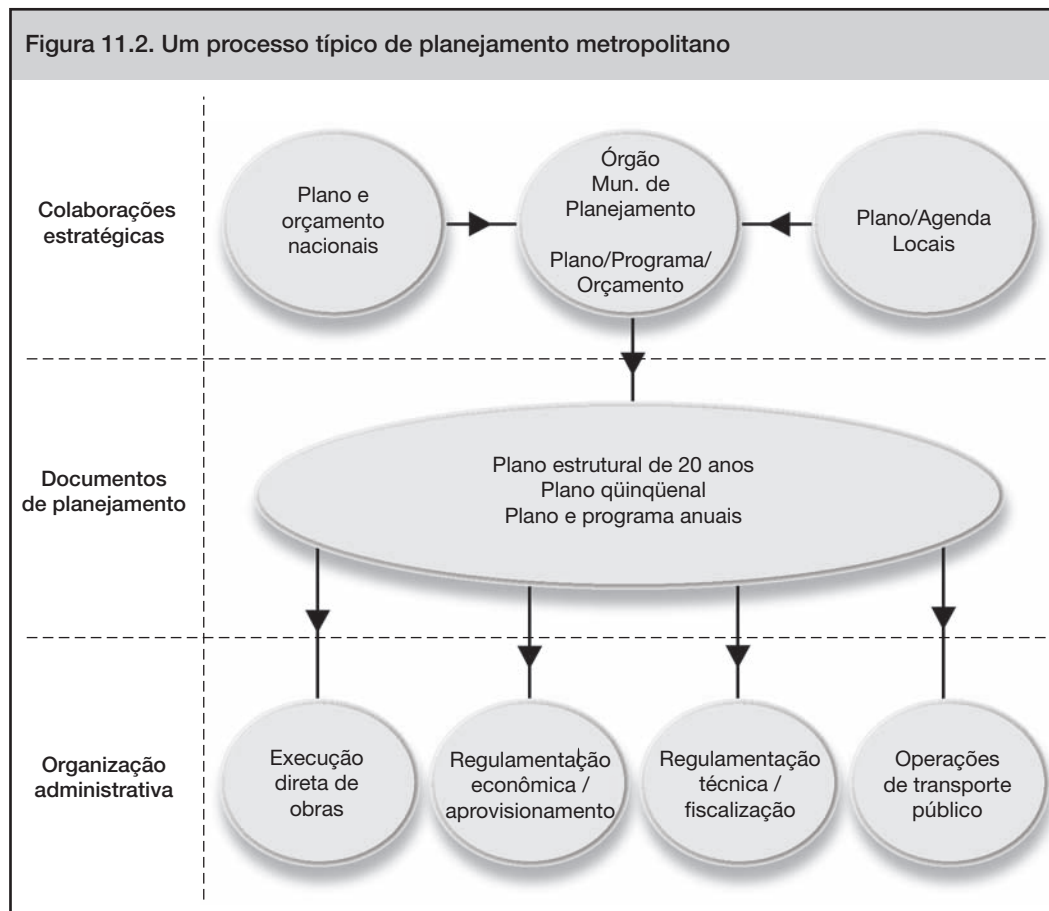 Figura 11.2. Um processo típico de planejamento metropolitano
Colaborações
estratégicas
Plano e
orçamento
nacionais
Órgão
Mun. de
Planejamento
Plano/Programa/
Orçamento
Plano/Agenda
Locais
Documentos
de planejamento
Plano estrutural de 20 anos
Plano qüinqüenal
Plano e programa anuais
Organização
administrativa
Execução
direta de
obras
Regulamentação
econômica /
aprovisionamento
Regulamentação
técnica /
fiscalização
Operações
de transporte
público